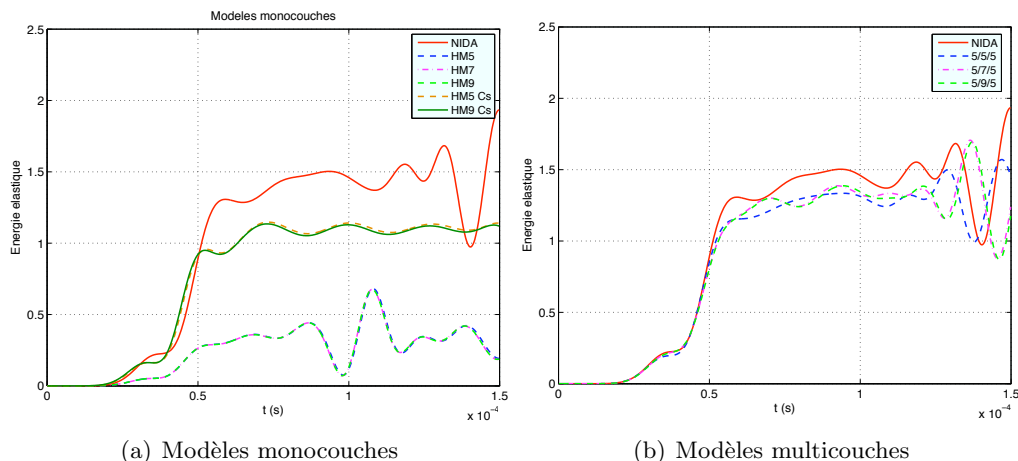 Modeles monocouches
2.5
2
1.5
1
0.5
0
Energie elastique
NIDA
HM5
HM7
HM9
HM5 Cs
HM9 Cs
0
0.5
1
1.5
t (s)
x 10⁻⁴
(a) Modèles monocouches
2.5
2
1.5
1
0.5
0
Energie elastique
NIDA
5/5/5
5/7/5
5/9/5
0
0.5
1
1.5
t (s)
x 10⁻⁴
(b) Modèles multicouches